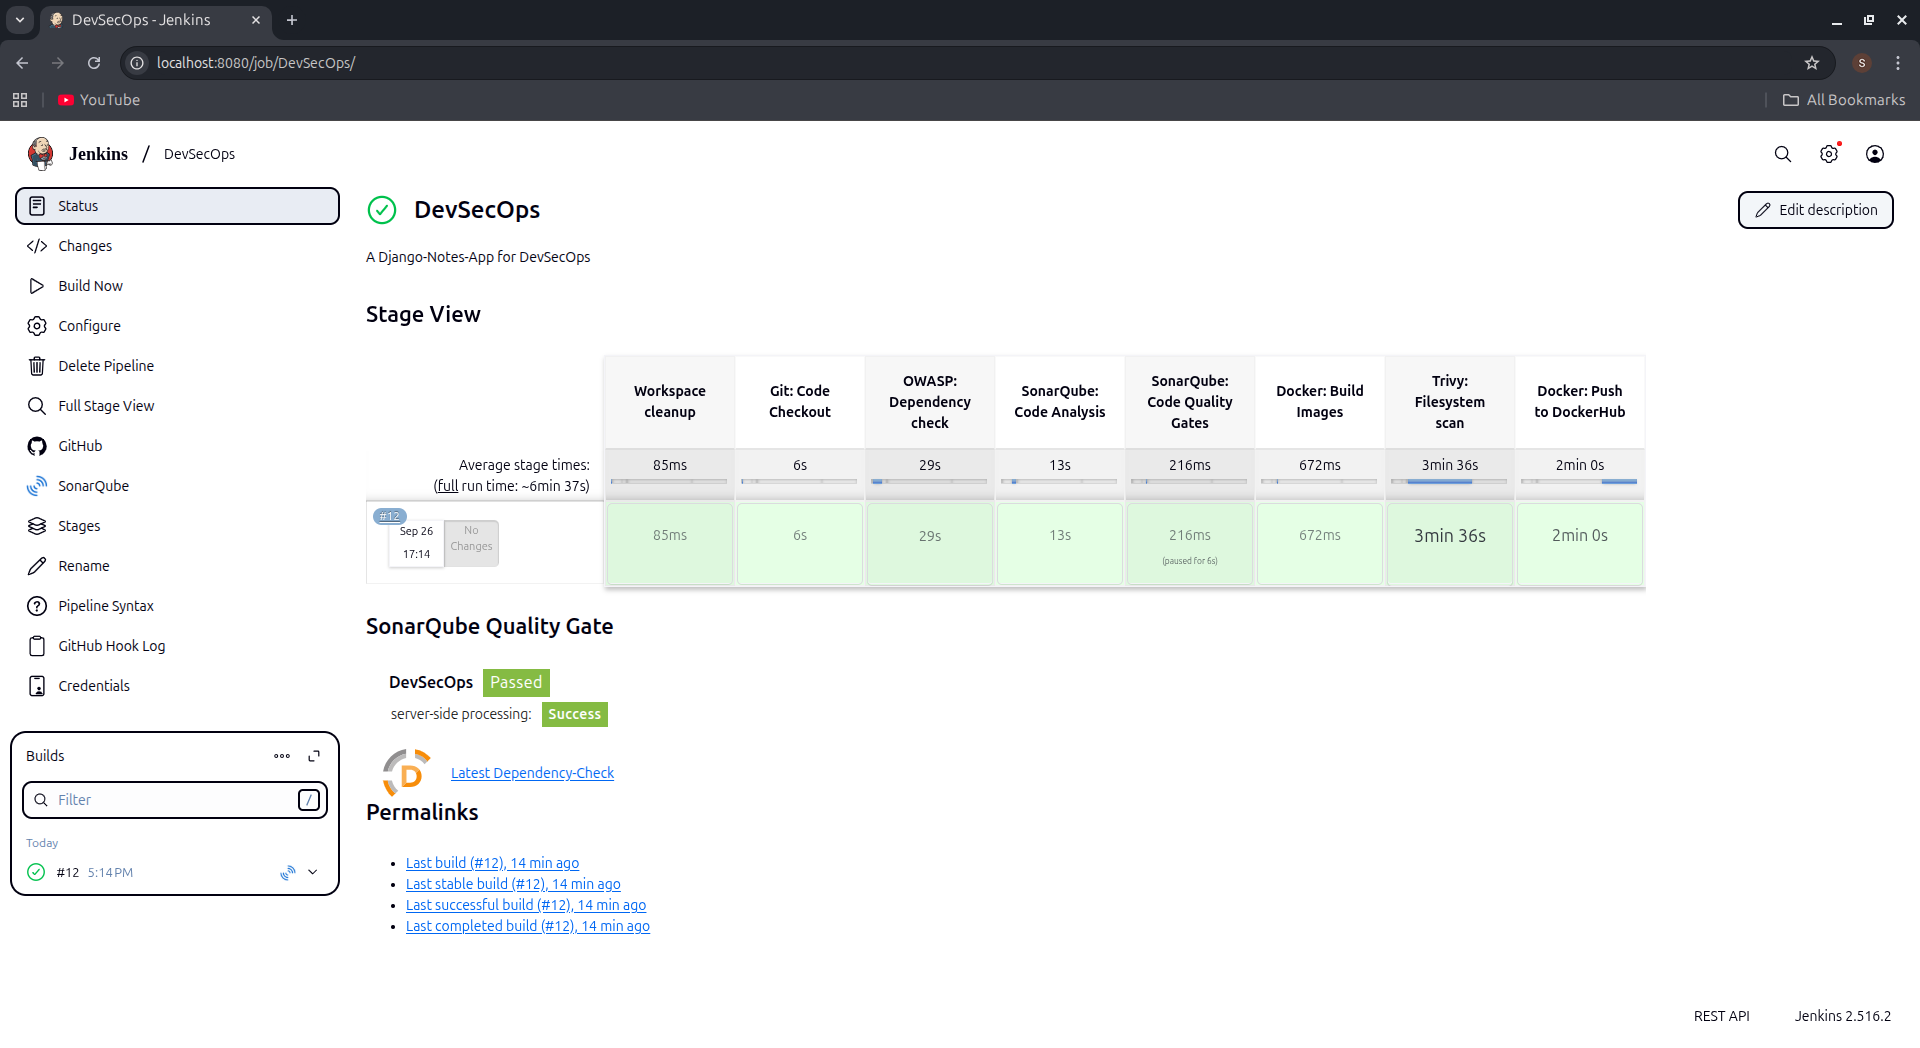 DevSecOps - Jenkins
localhost:8080/job/DevSecOps/
S
YouTube
All Bookmarks
Jenkins / DevSecOps
Status
Changes
Build Now
Configure
Delete Pipeline
Full Stage View
GitHub
SonarQube
Stages
Rename
Pipeline Syntax
GitHub Hook Log
Credentials
Builds
Filter /
Today
#12 5:14 PM
DevSecOps
Edit description
A Django-Notes-App for DevSecOps
Stage View
Workspace cleanup
Git: Code Checkout
OWASP: Dependency check
SonarQube: Code Analysis
SonarQube: Code Quality Gates
Docker: Build Images
Trivy: Filesystem scan
Docker: Push to DockerHub
Average stage times:
(full run time: ~6min 37s)
85ms 6s 29s 13s 216ms 672ms 3min 36s 2min 0s
#12
Sep 26
17:14
No Changes
85ms 6s 29s 13s 216ms 672ms 3min 36s 2min 0s
(paused for 6s)
SonarQube Quality Gate
DevSecOps Passed
server-side processing: Success
D
Latest Dependency-Check
Permalinks
Last build (#12), 14 min ago
Last stable build (#12), 14 min ago
Last successful build (#12), 14 min ago
Last completed build (#12), 14 min ago
REST API Jenkins 2.516.2